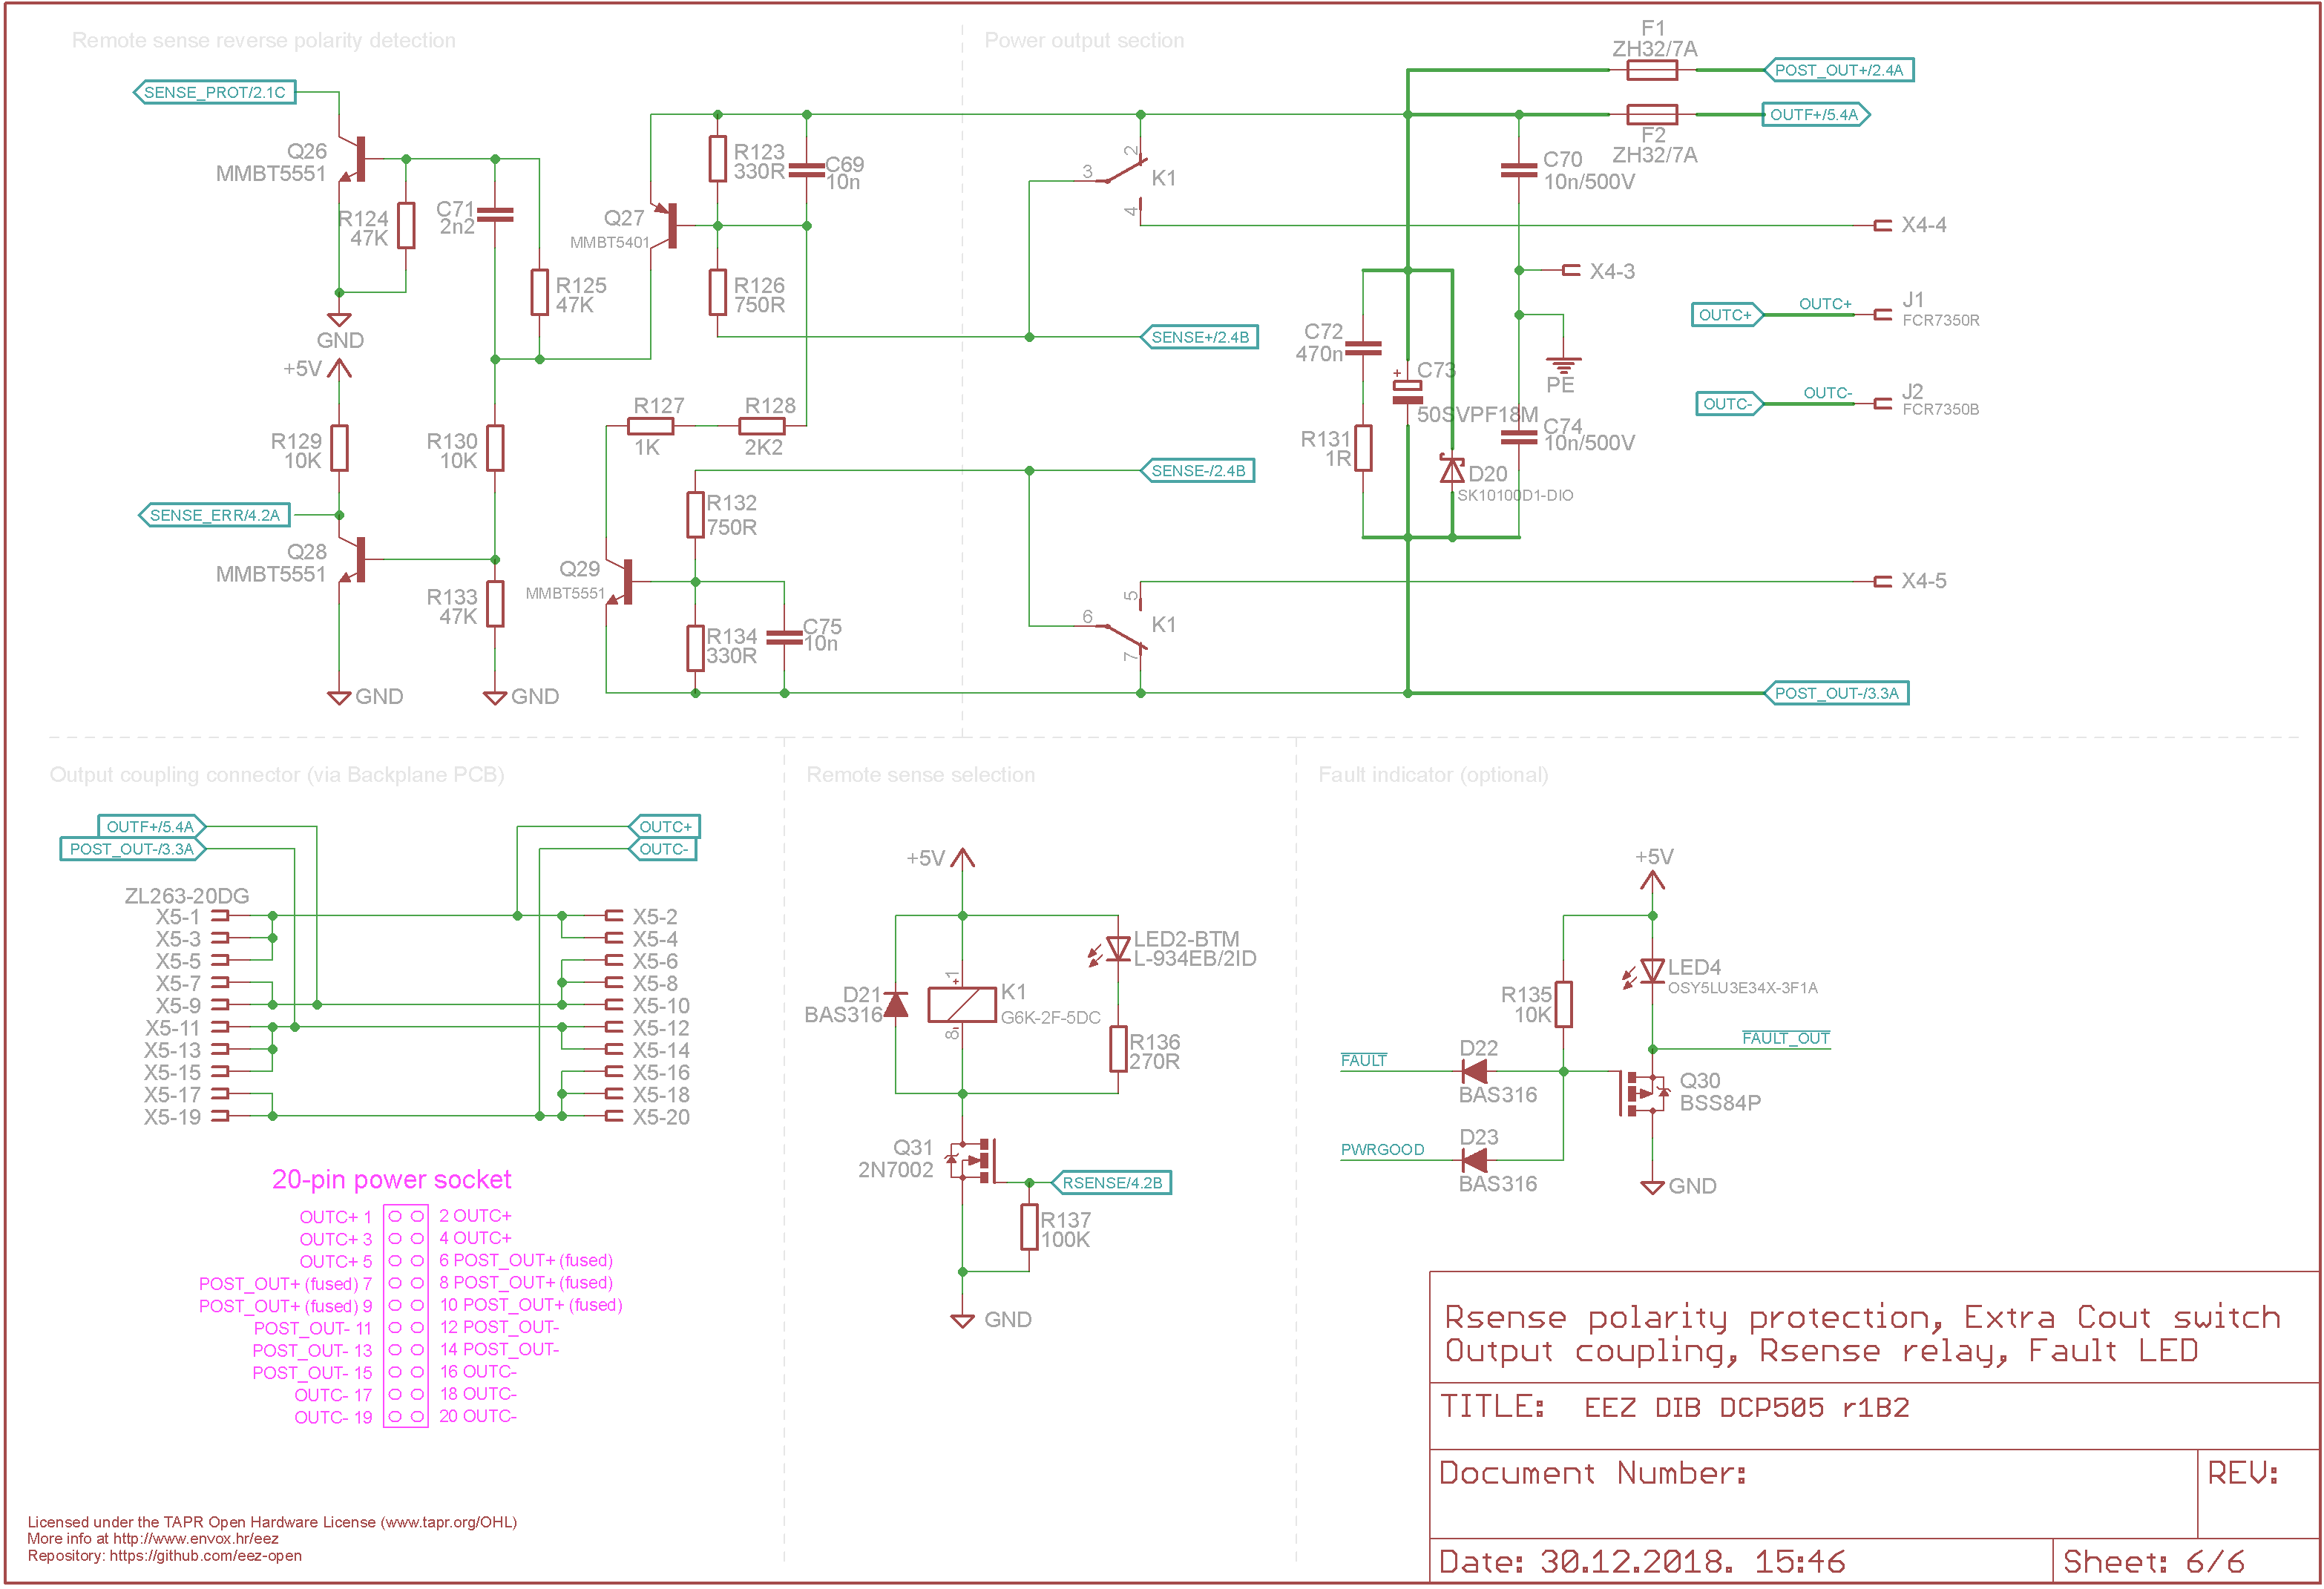 Remote sense reverse polarity detection
Power output section
F1
ZH32/7A
POST_OUT+/2.4A
SENSE_PROT/2.1C
OUTF+/5.4A
F2
ZH32/7A
Q26
MMBT5551
R123
330R
C69
10n
2
3
K1
4
C70
10n/500V
R124
47K
C71
2n2
Q27
MMBT5401
X4-4
R125
47K
R126
750R
X4-3
GND
SENSE+/2.4B
C72
470n
OUTC+
OUTC+
J1
FCR7350R
+5V
+
C73
50SVPF18M
PE
OUTC-
OUTC-
J2
FCR7350B
R127
1K
R128
2K2
R129
10K
R130
10K
R131
1R
C74
10n/500V
SENSE-/2.4B
D20
SK10100D1-DIO
SENSE_ERR/4.2A
R132
750R
Q28
MMBT5551
Q29
MMBT5551
X4-5
R133
47K
5
6
K1
7
R134
330R
C75
10n
GND
GND
POST_OUT-/3.3A
Output coupling connector (via Backplane PCB)
Remote sense selection
Fault indicator (optional)
OUTF+/5.4A
OUTC+
POST_OUT-/3.3A
OUTC-
ZL263-20DG
X5-1
X5-2
X5-3
X5-4
X5-5
X5-6
X5-7
X5-8
X5-9
X5-10
X5-11
X5-12
X5-13
X5-14
X5-15
X5-16
X5-17
X5-18
X5-19
X5-20
+5V
LED2-BTM
L-934EB/2ID
D21
BAS316
+1
K1
G6K-2F-5DC
8-
R136
270R
Q31
2N7002
RSENSE/4.2B
R137
100K
GND
+5V
LED4
OSY5LU3E34X-3F1A
R135
10K
FAULT_OUT
FAULT
D22
BAS316
Q30
BSS84P
PWRGOOD
D23
BAS316
GND
20-pin power socket
OUTC+ 1
2 OUTC+
OUTC+ 3
4 OUTC+
OUTC+ 5
6 POST_OUT+ (fused)
POST_OUT+ (fused) 7
8 POST_OUT+ (fused)
POST_OUT+ (fused) 9
10 POST_OUT+ (fused)
POST_OUT- 11
12 POST_OUT-
POST_OUT- 13
14 POST_OUT-
POST_OUT- 15
16 OUTC-
OUTC- 17
18 OUTC-
OUTC- 19
20 OUTC-
Rsense polarity protection, Extra Cout switch
Output coupling, Rsense relay, Fault LED
TITLE: EEZ DIB DCP505 r1B2
Document Number:
REV:
Date: 30.12.2018. 15:46
Sheet: 6/6
Licensed under the TAPR Open Hardware License (www.tapr.org/OHL)
More info at http://www.envox.hr/eez
Repository: https://github.com/eez-open